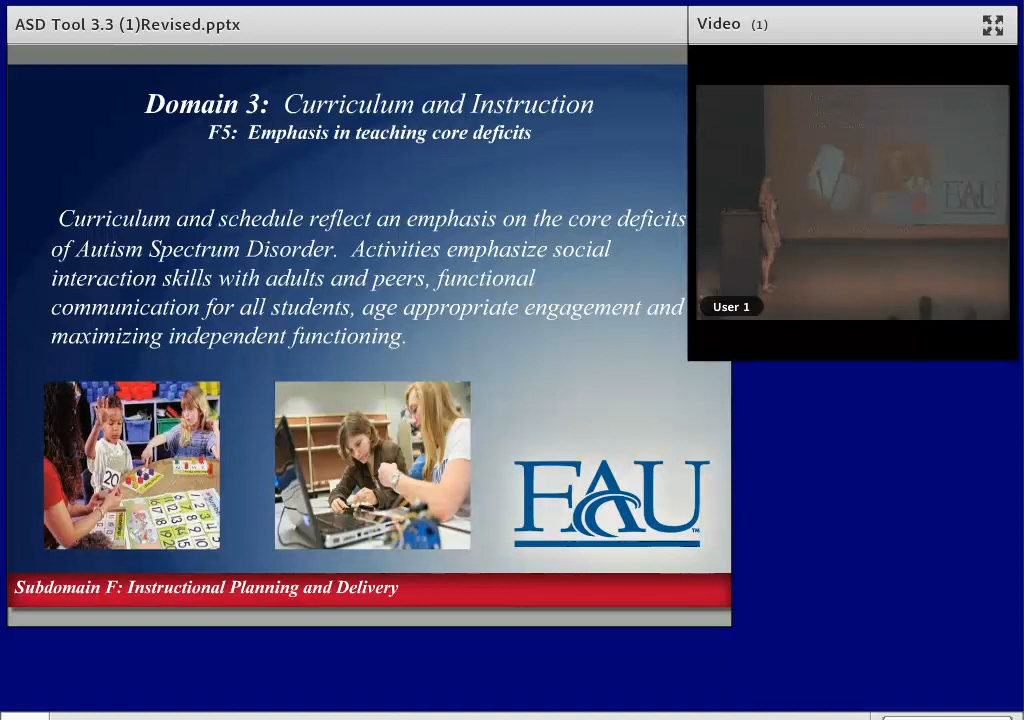 ASD Tool 3.3 (1)Revised.pptx
Video (1)
Domain 3: Curriculum and Instruction
F5: Emphasis in teaching core deficits
Curriculum and schedule reflect an emphasis on the core deficits
of Autism Spectrum Disorder. Activities emphasize social
interaction skills with adults and peers, functional
communication for all students, age appropriate engagement and
maximizing independent functioning.
FAU
User 1
20
FAU
TM
Subdomain F: Instructional Planning and Delivery